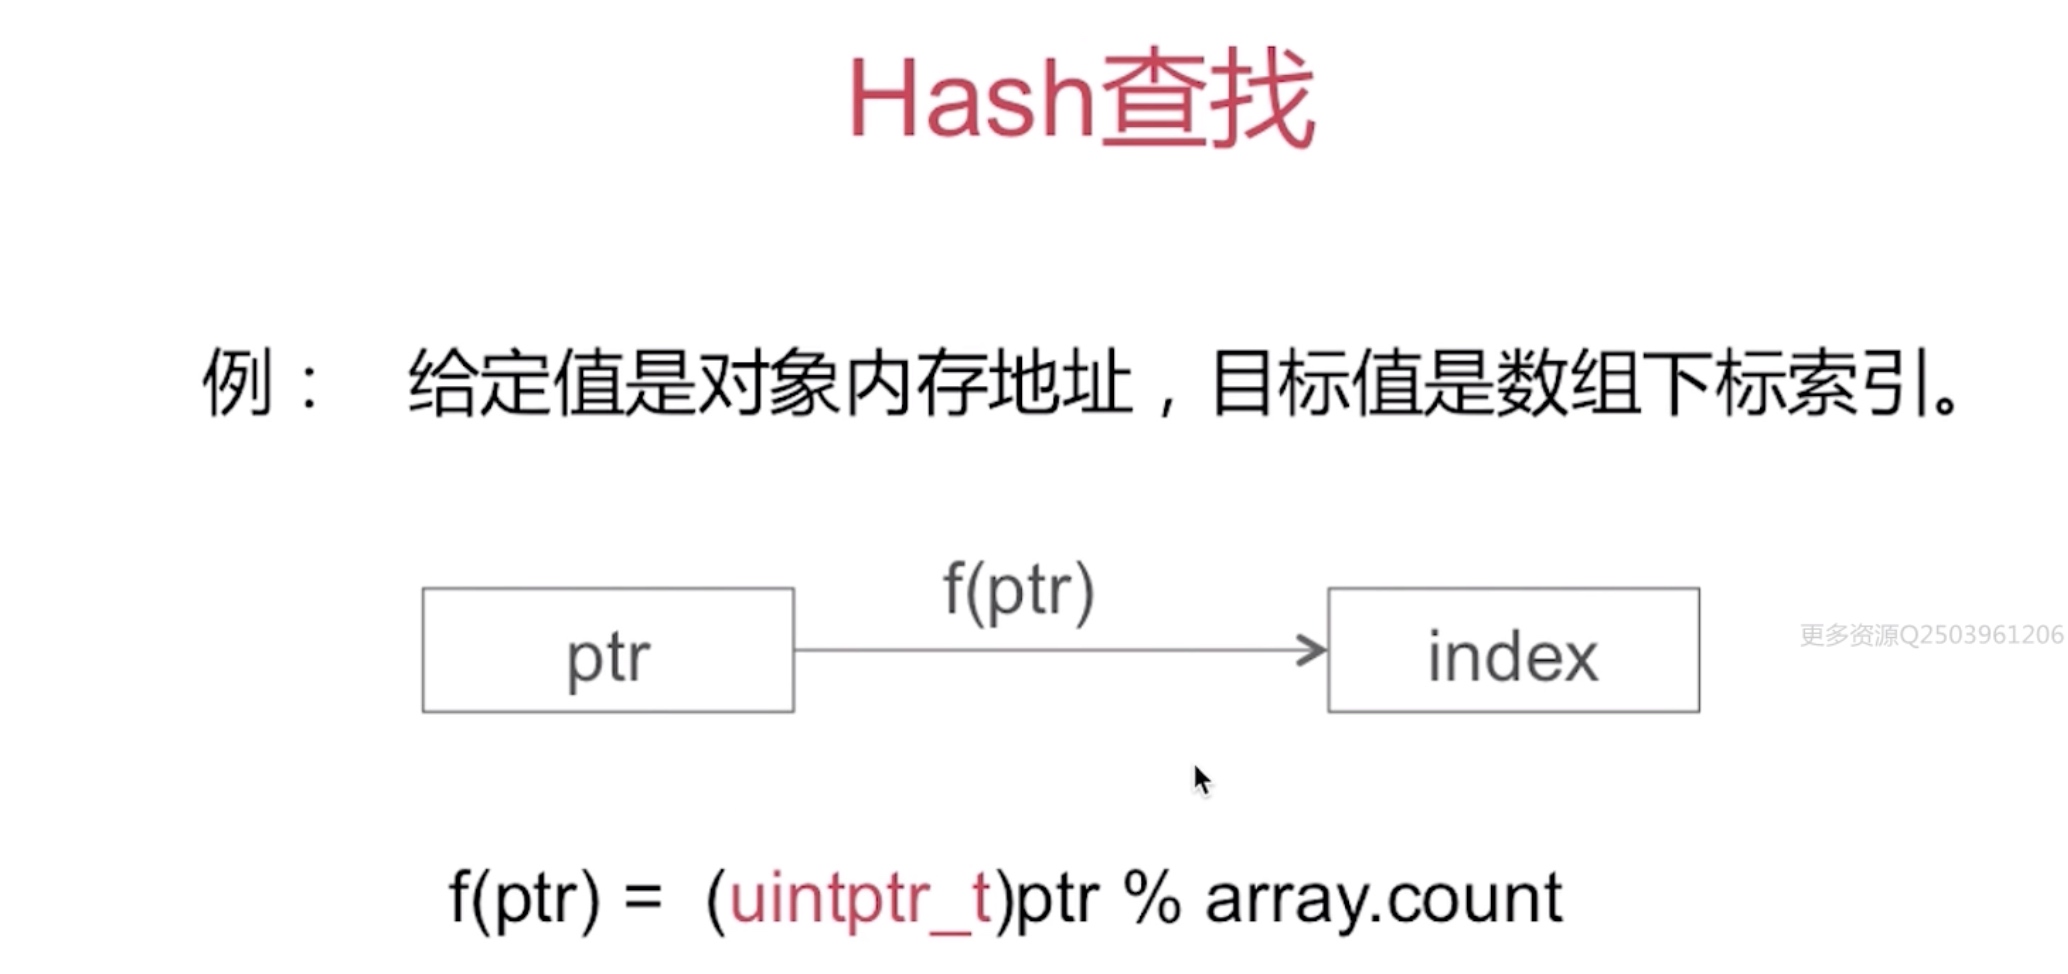 Hash查找
例： 给定值是对象内存地址，目标值是数组下标索引。
f(ptr)
ptr
index
更多资源Q2503961206
f(ptr) = (uintptr_t)ptr % array.count